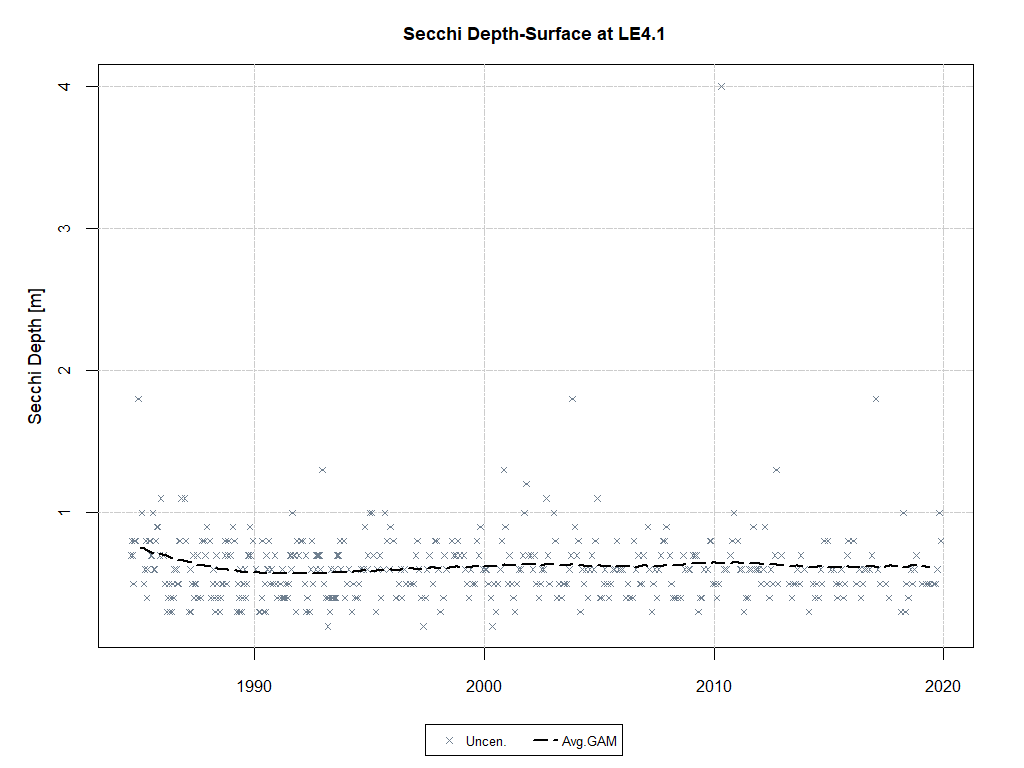 Secchi Depth-Surface at LE4.1
Secchi Depth [m]
4
3
2
1
1990 2000 2010 2020
Uncen. Avg.GAM